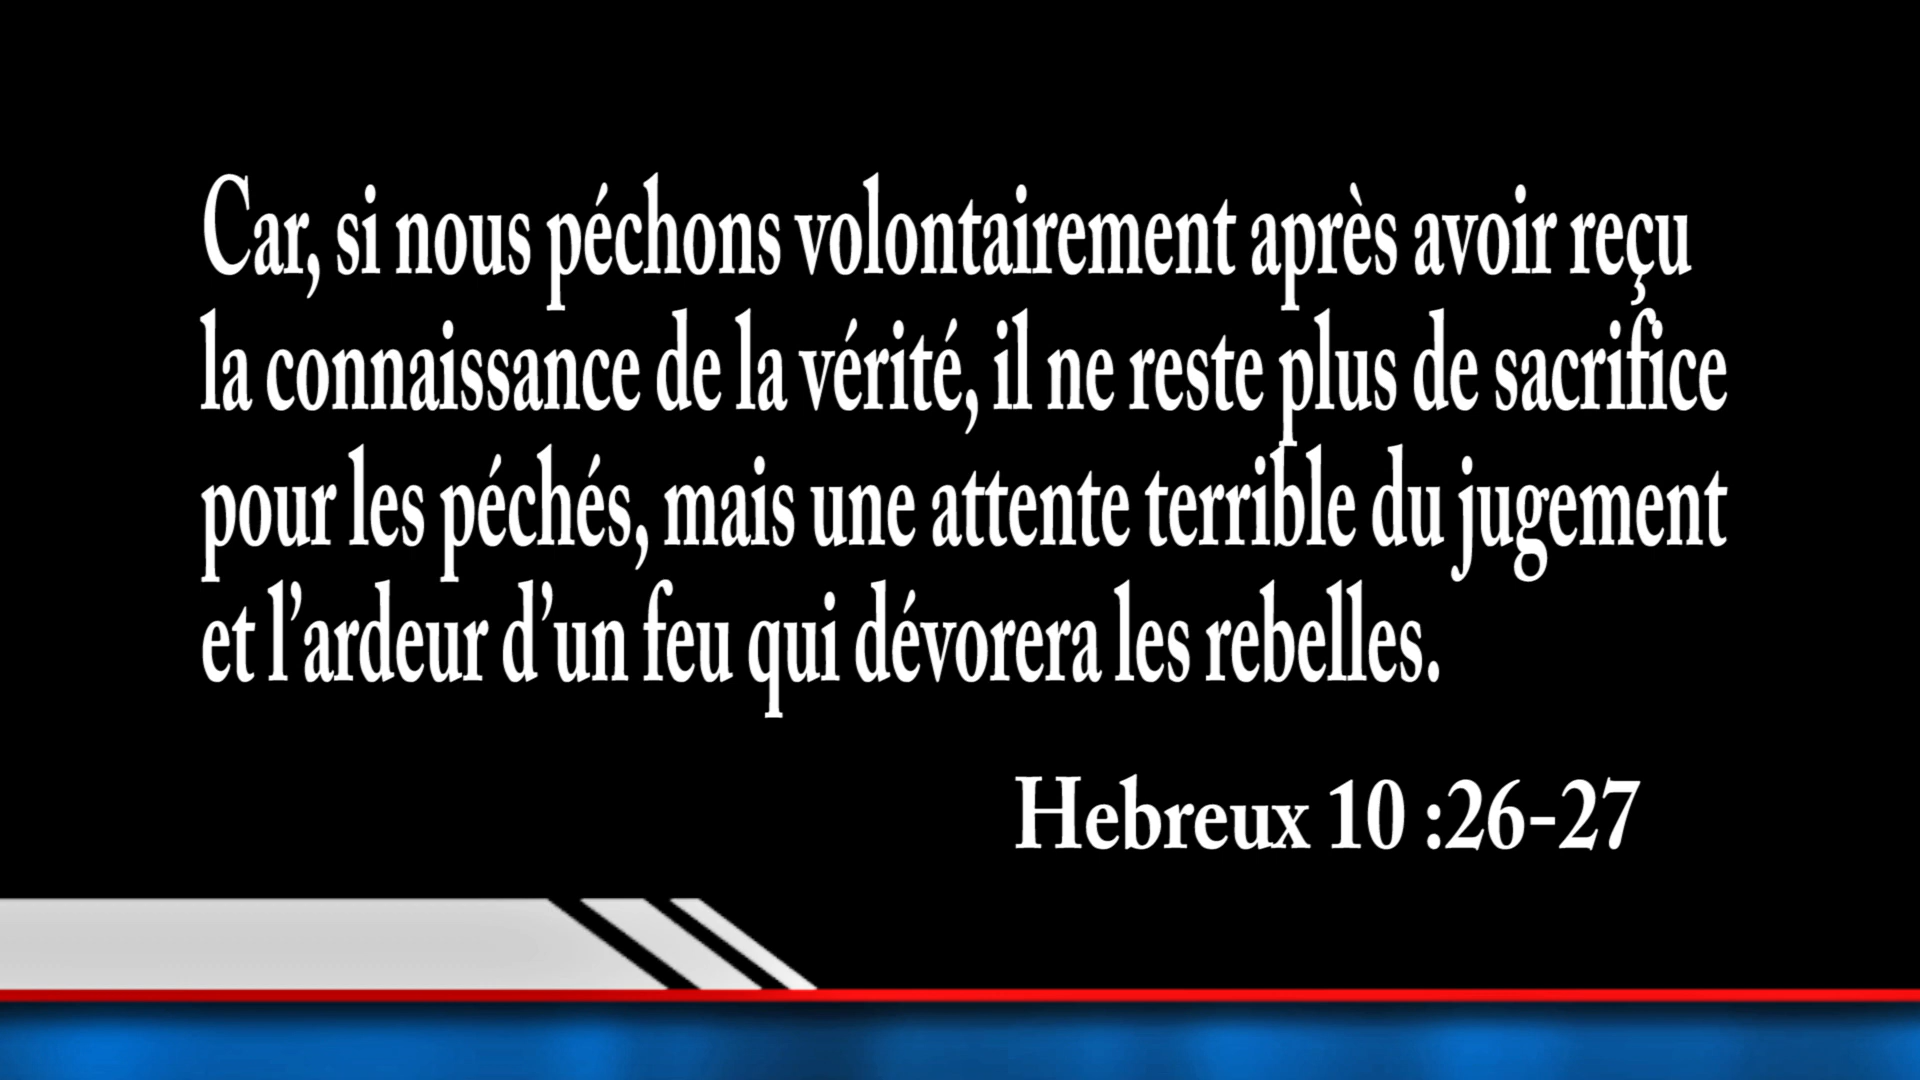 Car, si nous péchons volontairement après avoir reçu
la connaissance de la vérité, il ne reste plus de sacrifice
pour les péchés, mais une attente terrible du jugement
et l’ardeur d’un feu qui dévorera les rebelles.
Hebreux 10 :26-27